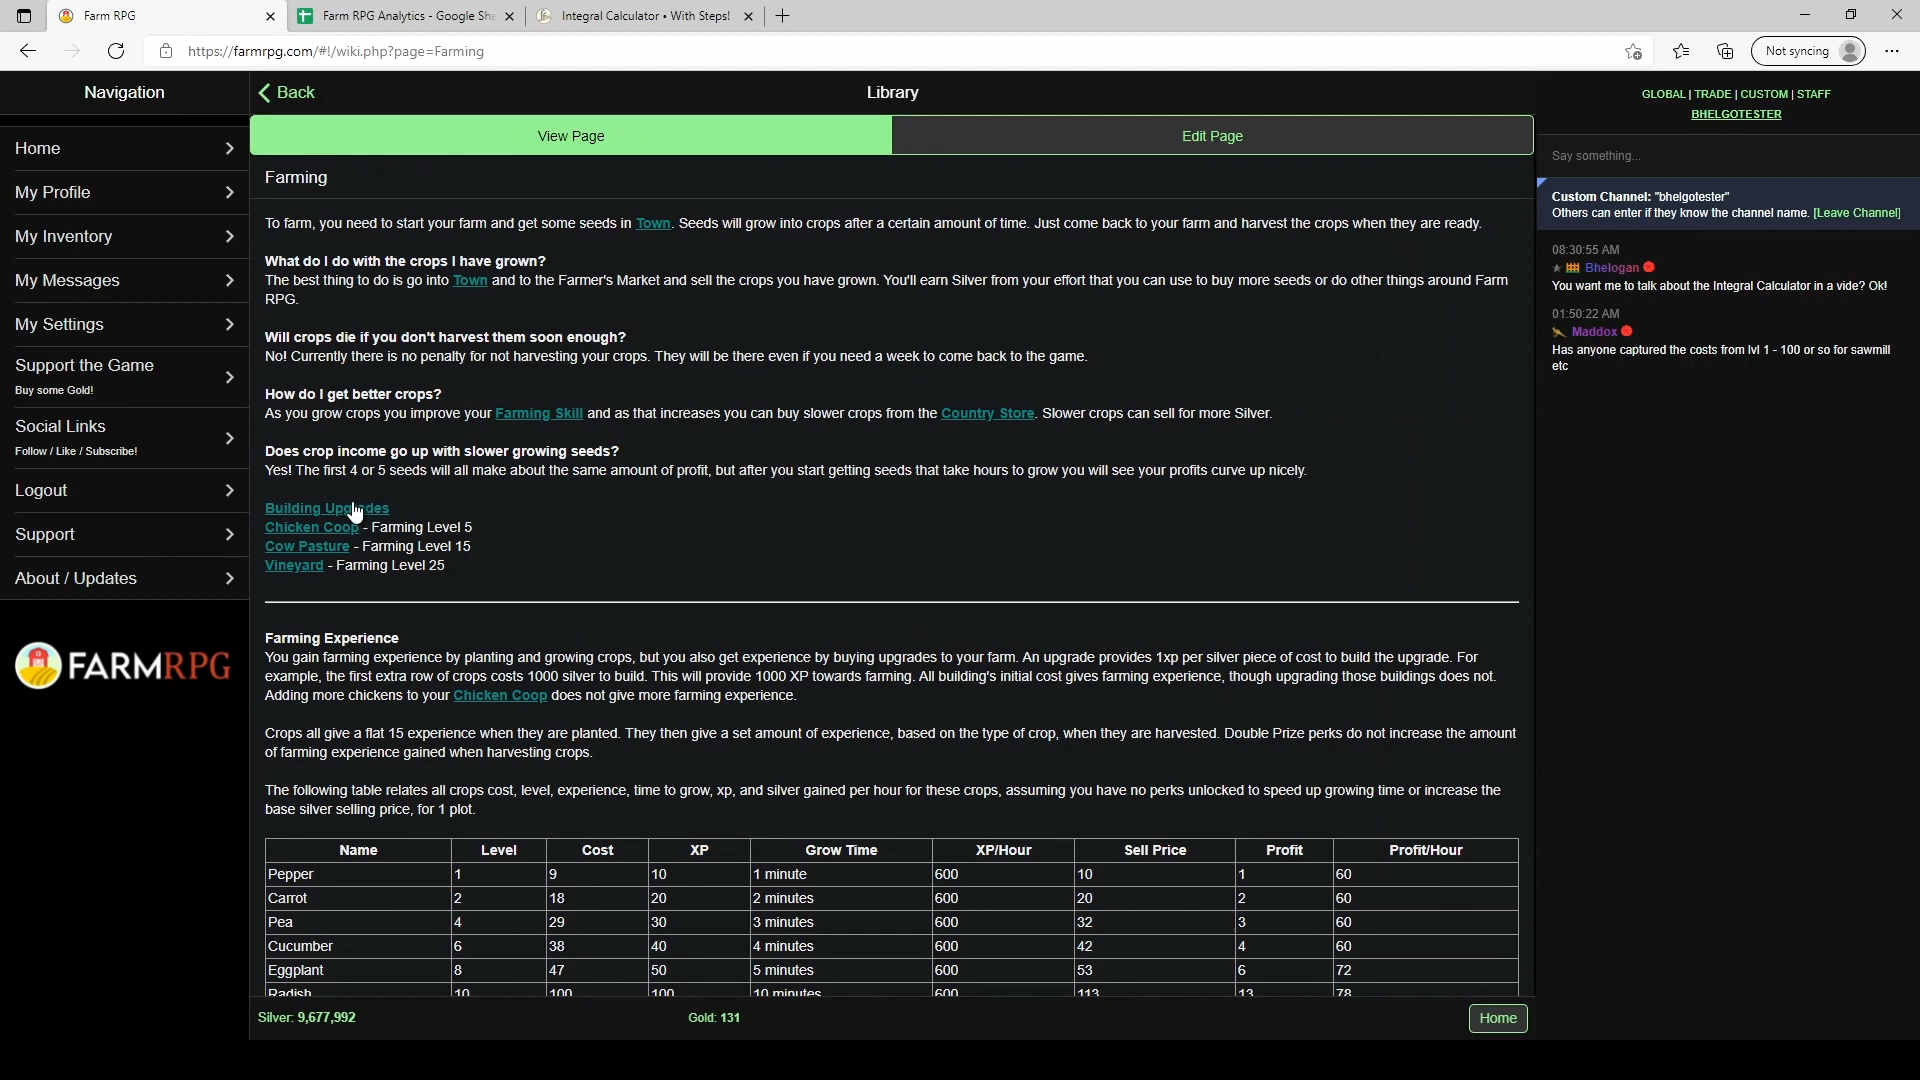 Farm RPG
Farm RPG Analytics - Google She
Integral Calculator • With Steps!
https://farmrpg.com/#!/wiki.php?page=Farming
Not syncing
Navigation
Home
My Profile
My Inventory
My Messages
My Settings
Support the Game
Buy some Gold!
Social Links
Follow / Like / Subscribe!
Logout
Support
About / Updates
FARMRPG
Back
Library
View Page
Edit Page
Farming
To farm, you need to start your farm and get some seeds in Town. Seeds will grow into crops after a certain amount of time. Just come back to your farm and harvest the crops when they are ready.
What do I do with the crops I have grown?
The best thing to do is go into Town and to the Farmer's Market and sell the crops you have grown. You'll earn Silver from your effort that you can use to buy more seeds or do other things around Farm
RPG.
Will crops die if you don't harvest them soon enough?
No! Currently there is no penalty for not harvesting your crops. They will be there even if you need a week to come back to the game.
How do I get better crops?
As you grow crops you improve your Farming Skill and as that increases you can buy slower crops from the Country Store. Slower crops can sell for more Silver.
Does crop income go up with slower growing seeds?
Yes! The first 4 or 5 seeds will all make about the same amount of profit, but after you start getting seeds that take hours to grow you will see your profits curve up nicely.
Building Upgrades
Chicken Coop - Farming Level 5
Cow Pasture - Farming Level 15
Vineyard - Farming Level 25
Farming Experience
You gain farming experience by planting and growing crops, but you also get experience by buying upgrades to your farm. An upgrade provides 1xp per silver piece of cost to build the upgrade. For
example, the first extra row of crops costs 1000 silver to build. This will provide 1000 XP towards farming. All building's initial cost gives farming experience, though upgrading those buildings does not.
Adding more chickens to your Chicken Coop does not give more farming experience.
Crops all give a flat 15 experience when they are planted. They then give a set amount of experience, based on the type of crop, when they are harvested. Double Prize perks do not increase the amount
of farming experience gained when harvesting crops.
The following table relates all crops cost, level, experience, time to grow, xp, and silver gained per hour for these crops, assuming you have no perks unlocked to speed up growing time or increase the
base silver selling price, for 1 plot.
Name Level Cost XP Grow Time XP/Hour Sell Price Profit Profit/Hour
Pepper 1 9 10 1 minute 600 10 1 60
Carrot 2 18 20 2 minutes 600 20 2 60
Pea 4 29 30 3 minutes 600 32 3 60
Cucumber 6 38 40 4 minutes 600 42 4 60
Eggplant 8 47 50 5 minutes 600 53 6 72
Radish 10 100 100 10 minutes 600 113 13 78
Silver: 9,677,992
Gold: 131
Home
GLOBAL | TRADE | CUSTOM | STAFF
BHELGOTESTER
Say something...
Custom Channel: "bhelgotester"
Others can enter if they know the channel name. [Leave Channel]
08:30:55 AM
Bhelogan
You want me to talk about the Integral Calculator in a vide? Ok!
01:50:22 AM
Maddox
Has anyone captured the costs from lvl 1 - 100 or so for sawmill
etc